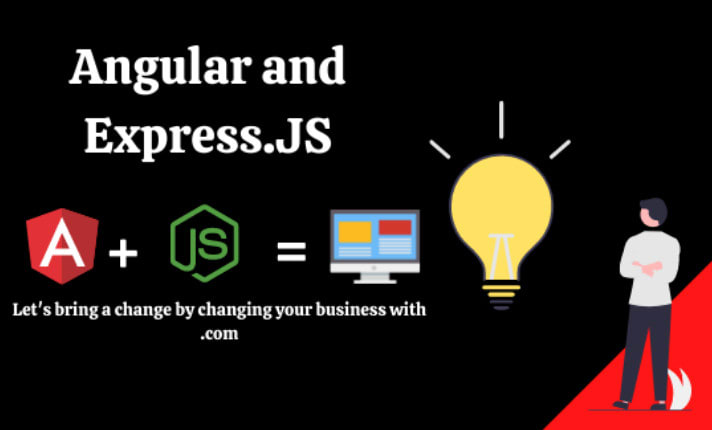 Angular and
Express.JS
A + JS =
Let's bring a change by changing your business with
.com